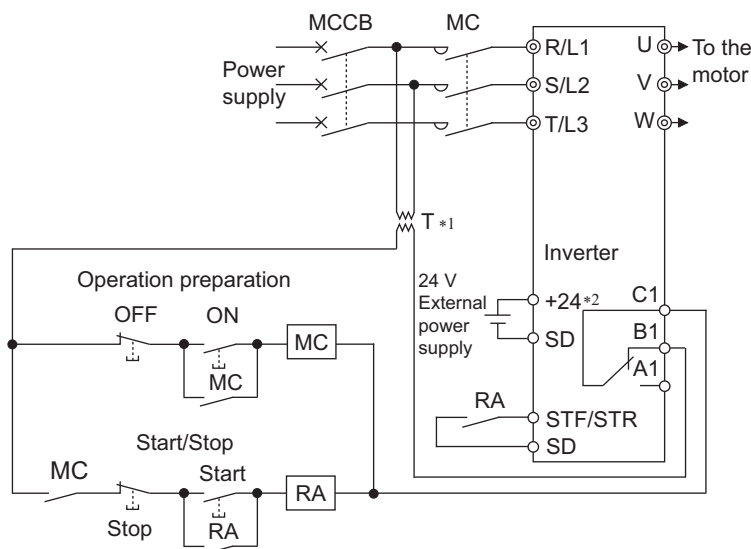 MCCB
MC
R/L1
U
To the
motor
Power
supply
S/L2
V
T/L3
W
T *1
Inverter
Operation preparation
24 V
External
power
supply
+24*2
C1
OFF
ON
MC
B1
SD
A1
MC
RA
STF/STR
Start/Stop
SD
MC
Start
RA
Stop
RA